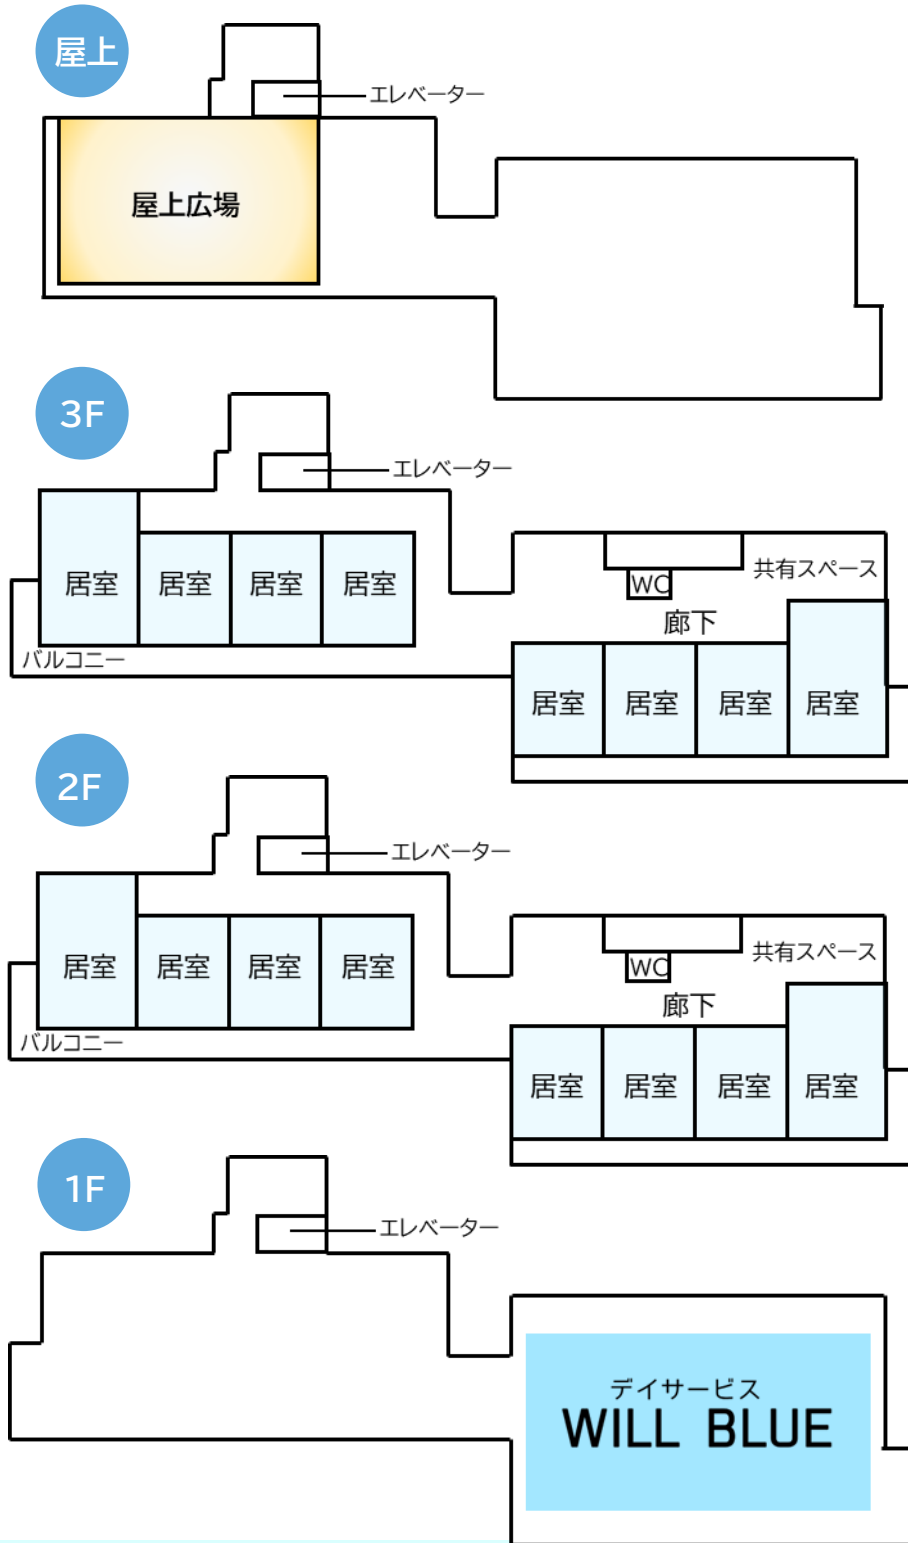 屋上
エレベーター
屋上広場
3F
エレベーター
共有スペース
居室
居室
居室
居室
WC
廊下
バルコニー
居室
居室
居室
居室
2F
エレベーター
共有スペース
居室
居室
居室
居室
WC
廊下
バルコニー
居室
居室
居室
居室
1F
エレベーター
デイサービス
WILL BLUE